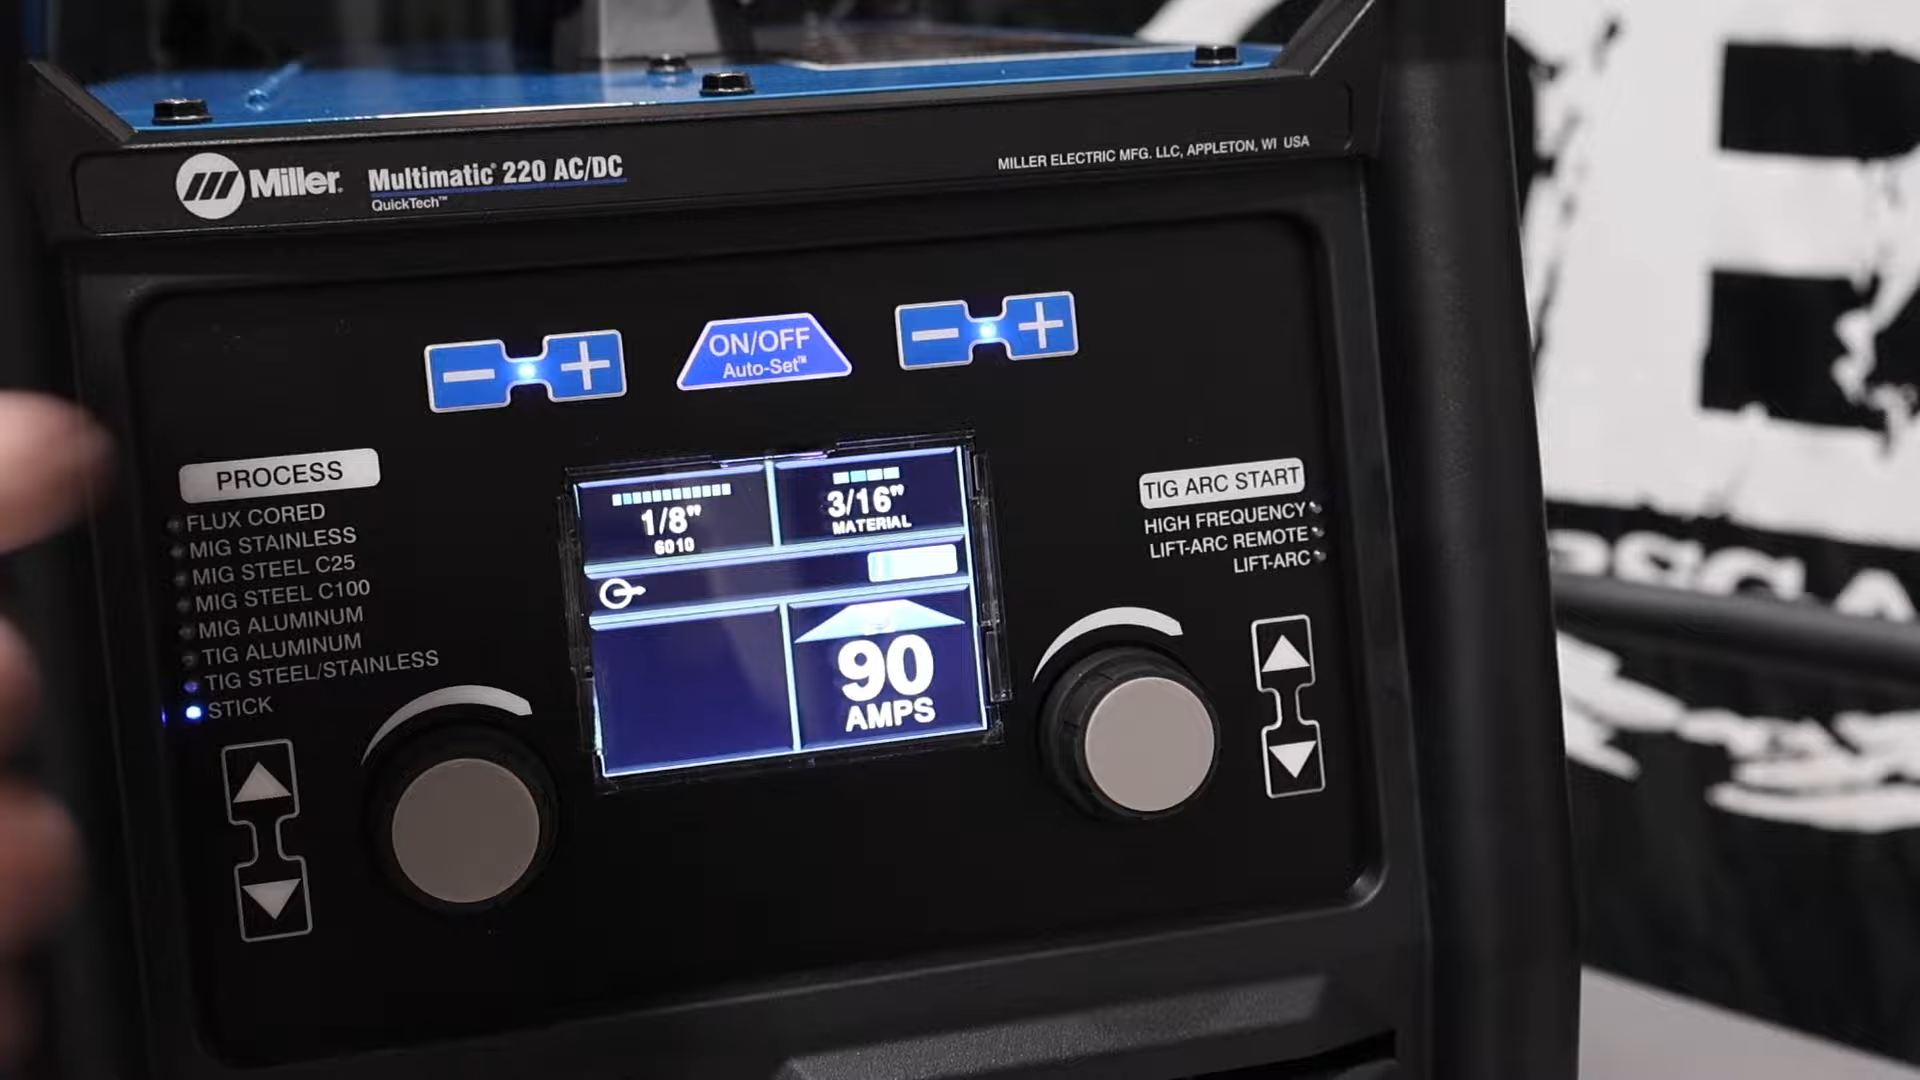 Miller
Multimatic® 220 AC/DC
QuickTech™
MILLER ELECTRIC MFG. LLC, APPLETON, WI USA
ON/OFF
Auto-Set™
PROCESS
FLUX CORED
MIG STAINLESS
MIG STEEL C25
MIG STEEL C100
MIG ALUMINUM
TIG ALUMINUM
TIG STEEL/STAINLESS
STICK
1/8"
6010
3/16"
MATERIAL
90
AMPS
TIG ARC START
HIGH FREQUENCY
LIFT-ARC REMOTE
LIFT-ARC